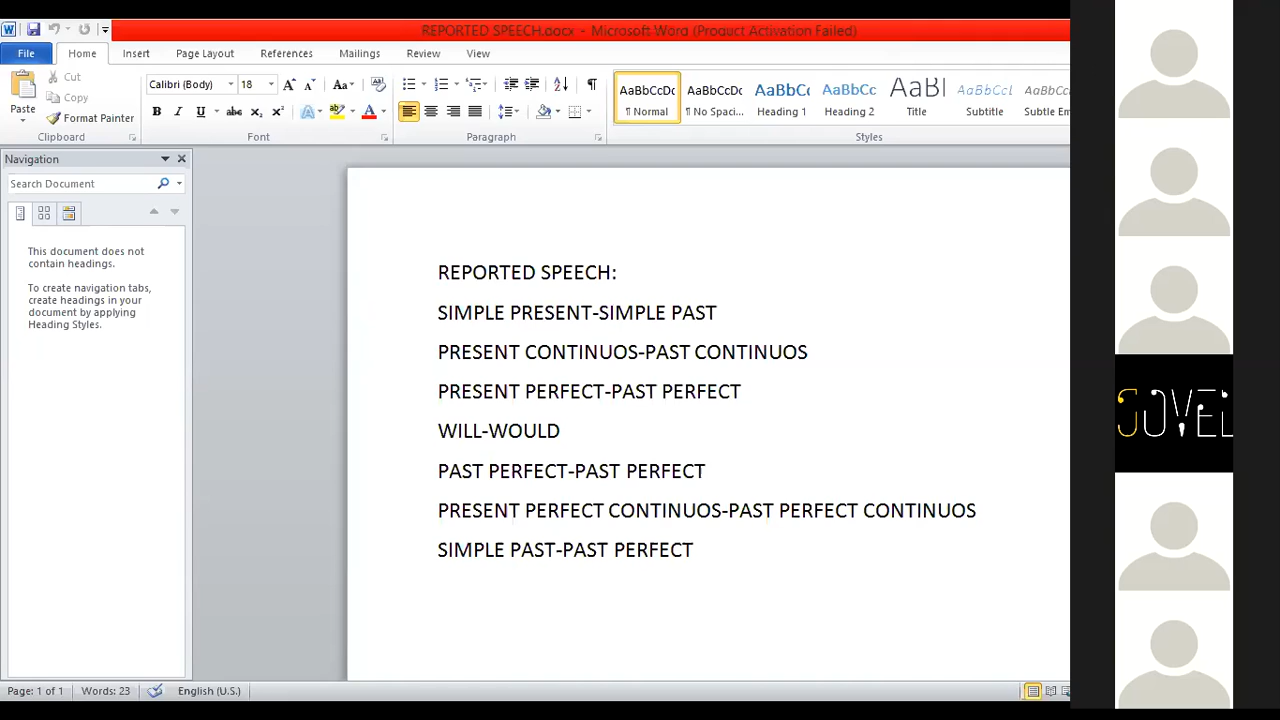 REPORTED SPEECH.docx - Microsoft Word (Product Activation Failed)
File Home Insert Page Layout References Mailings Review View
Paste
Cut
Copy
Format Painter
Clipboard
Calibri (Body) 18
Font
Paragraph
AaBbCcDc AaBbCcDc AaBbCc AaBbCc AaBl AaBbCcL AaBbCc
¶ Normal ¶ No Spaci... Heading 1 Heading 2 Title Subtitle Subtle Em
Styles
Navigation
Search Document
This document does not
contain headings.
To create navigation tabs,
create headings in your
document by applying
Heading Styles.
REPORTED SPEECH:
SIMPLE PRESENT-SIMPLE PAST
PRESENT CONTINUOS-PAST CONTINUOS
PRESENT PERFECT-PAST PERFECT
WILL-WOULD
PAST PERFECT-PAST PERFECT
PRESENT PERFECT CONTINUOS-PAST PERFECT CONTINUOS
SIMPLE PAST-PAST PERFECT
Page: 1 of 1 Words: 23 English (U.S.)